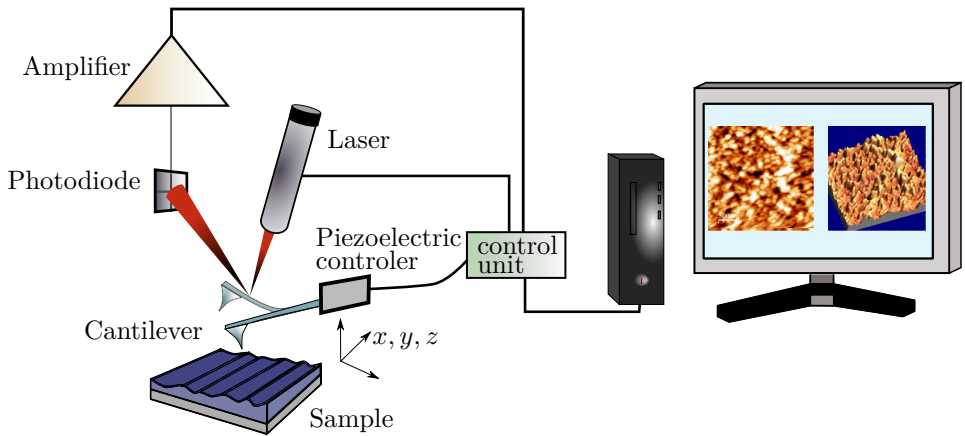 Amplifier
Laser
Photodiode
Piezoelectric
controler
control
unit
Cantilever
x, y, z
Sample